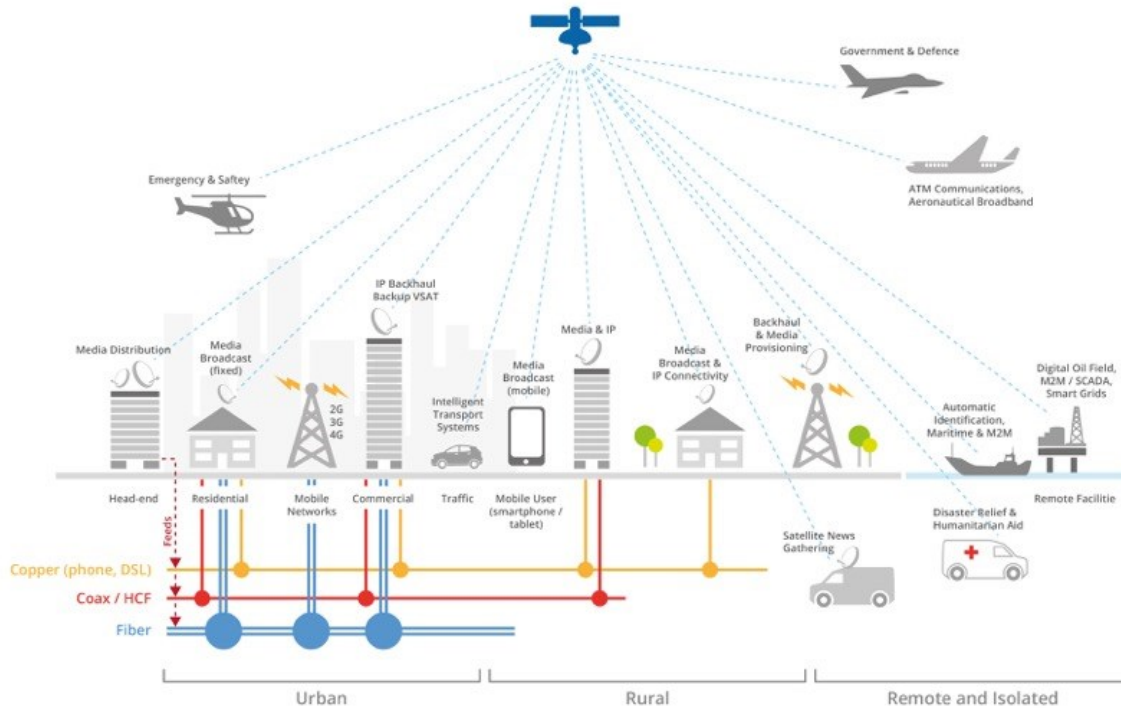 Government & Defence
ATM Communications,
Aeronautical Broadband
Emergency & Saftey
IP Backhaul
Backup VSAT
Media Distribution
Media
Broadcast
(fixed)
2G
3G
4G
Intelligent
Transport
Systems
Media
Broadcast
(mobile)
Media & IP
Media
Broadcast &
IP Connectivity
Backhaul
& Media
Provisioning
Automatic
Identification,
Maritime & M2M
Digital Oil Field,
M2M / SCADA,
Smart Grids
Head-end
Residential
Mobile
Networks
Commercial
Traffic
Mobile User
(smartphone /
tablet)
Remote Facilitie
Satellite News
Gathering
Disaster Relief &
Humanitarian Aid
Feeds
Copper (phone, DSL)
Coax / HCF
Fiber
Urban
Rural
Remote and Isolated